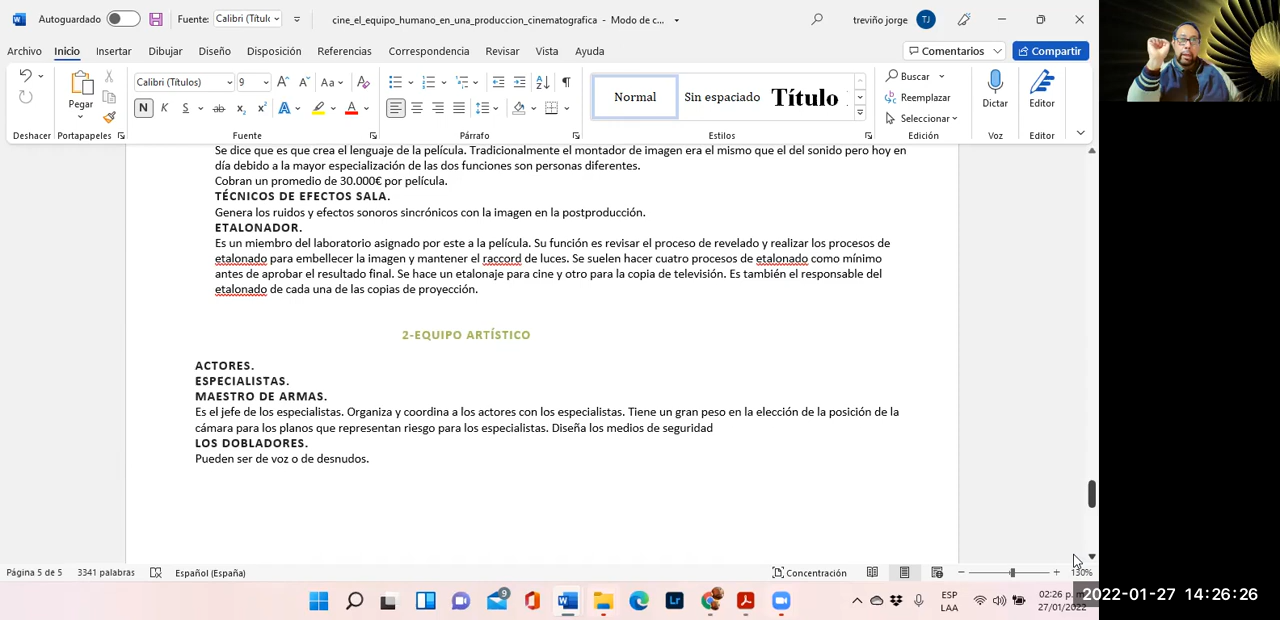 Autoguardado
Fuente:
Calibri (Títulc
cine_el_equipo_humano_en_una_produccion_cinematografica - Modo de c...
treviño jorge
TJ
Archivo Inicio Insertar Dibujar Diseño Disposición Referencias Correspondencia Revisar Vista Ayuda
Comentarios
Compartir
Pegar
Calibri (Títulos)
9
Aa
N K S ab x₂ x²
A A
Normal
Sin espaciado
Título
Buscar
Reemplazar
Seleccionar
Dictar
Editor
Deshacer Portapapeles Fuente Párrafo Estilos Edición Voz Editor
Se dice que es que crea el lenguaje de la película. Tradicionalmente el montador de imagen era el mismo que el del sonido pero hoy en
día debido a la mayor especialización de las dos funciones son personas diferentes.
Cobran un promedio de 30.000€ por película.
TÉCNICOS DE EFECTOS SALA.
Genera los ruidos y efectos sonoros sincrónicos con la imagen en la postproducción.
ETALONADOR.
Es un miembro del laboratorio asignado por este a la película. Su función es revisar el proceso de revelado y realizar los procesos de
etalonado para embellecer la imagen y mantener el raccord de luces. Se suelen hacer cuatro procesos de etalonado como mínimo
antes de aprobar el resultado final. Se hace un etalonaje para cine y otro para la copia de televisión. Es también el responsable del
etalonado de cada una de las copias de proyección.
2-EQUIPO ARTÍSTICO
ACTORES.
ESPECIALISTAS.
MAESTRO DE ARMAS.
Es el jefe de los especialistas. Organiza y coordina a los actores con los especialistas. Tiene un gran peso en la elección de la posición de la
cámara para los planos que representan riesgo para los especialistas. Diseña los medios de seguridad
LOS DOBLADORES.
Pueden ser de voz o de desnudos.
Página 5 de 5 3341 palabras Español (España) Concentración 130%
9
ESP
LAA
02:26 p. m
27/01/2022
2022-01-27 14:26:26